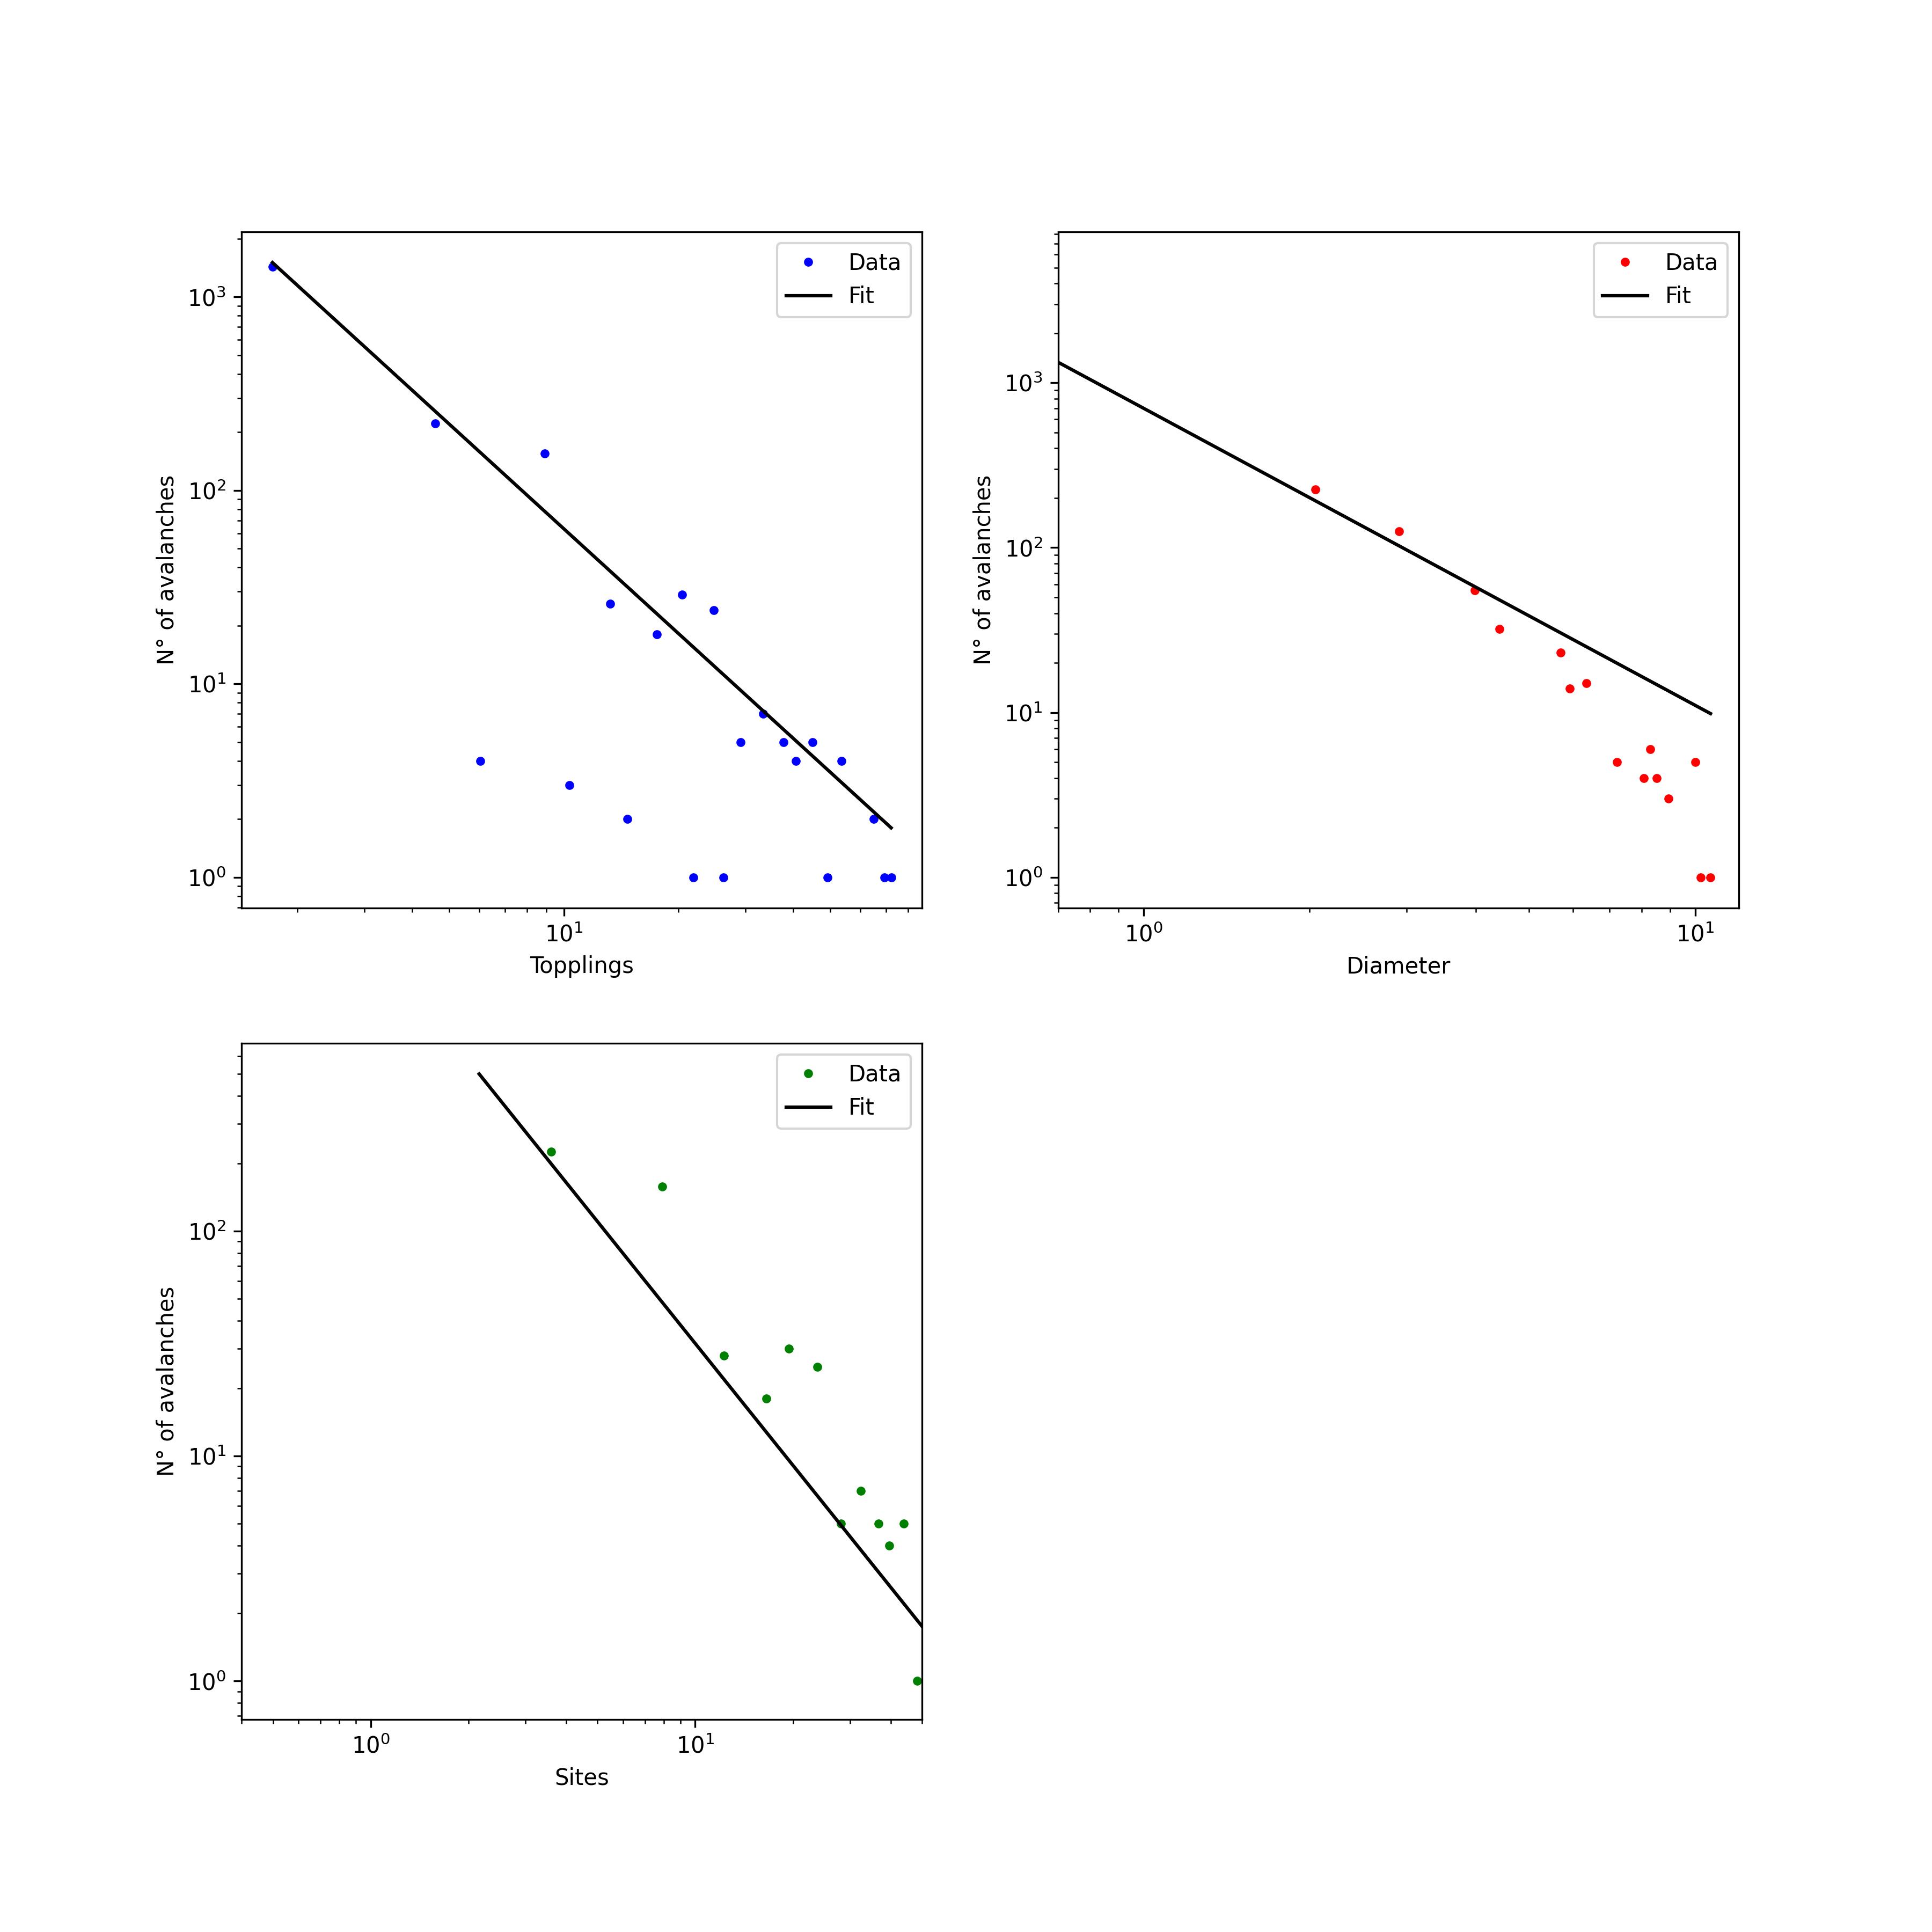 Data
Fit
10³
10²
10¹
10⁰
N° of avalanches
10¹
Topplings
Data
Fit
10³
10²
10¹
10⁰
N° of avalanches
10⁰ 10¹
Diameter
Data
Fit
10²
10¹
10⁰
N° of avalanches
10⁰ 10¹
Sites